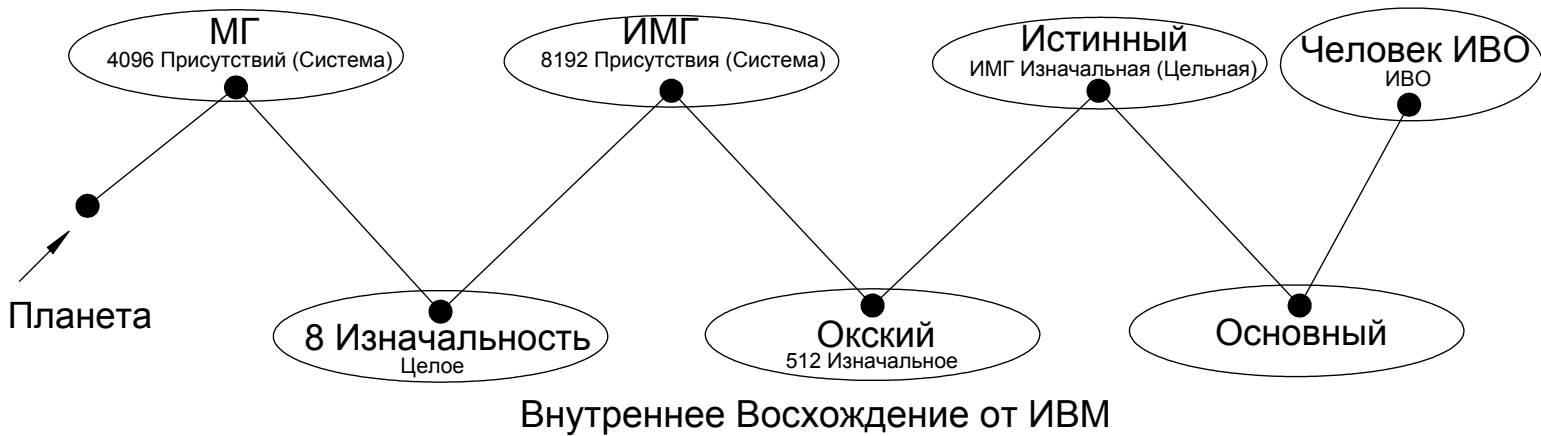 МГ
4096 Присутствий (Система)
ИМГ
8192 Присутствия (Система)
Истинный
ИМГ Изначальная (Цельная)
Человек ИВО
ИВО
Планета
8 Изначальность
Целое
Окский
512 Изначальное
Основный
Внутреннее Восхождение от ИВМ